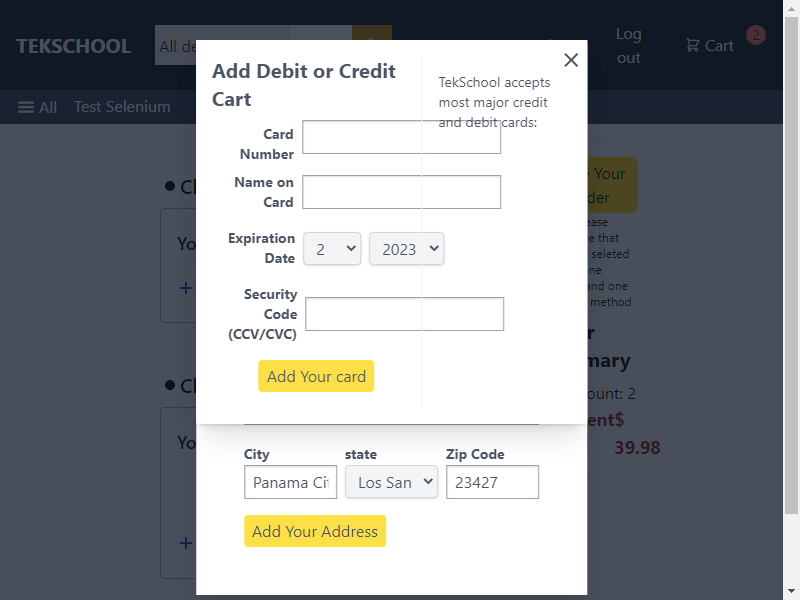 TEKSCHOOL
All de
Log
out
Cart
2
All
Test Selenium
Add Debit or Credit
Cart
TekSchool accepts
most major credit
and debit cards:
Card
Number
Name on
Card
Expiration
Date
2
2023
Security
Code
(CCV/CVC)
Add Your card
City
state
Zip Code
Panama Ci
Los San
23427
Add Your Address
Yo
Yo
Your
der
ease
e that
seleted
ne
and one
method
r
mary
ount: 2
ent$
39.98